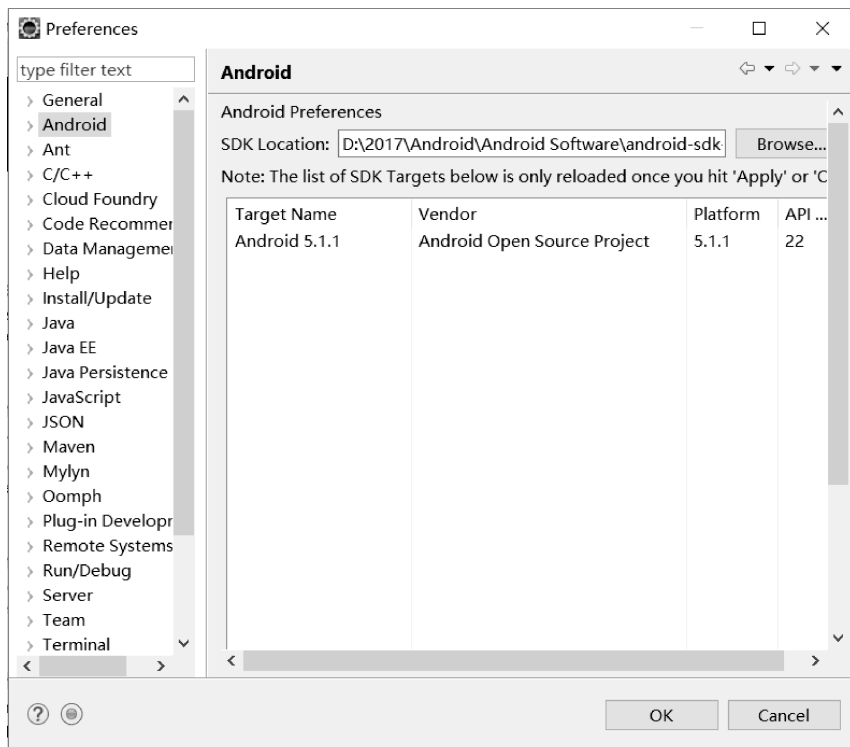 Preferences
type filter text
General
Android
Ant
C/C++
Cloud Foundry
Code Recommer
Data Managemer
Help
Install/Update
Java
Java EE
Java Persistence
JavaScript
JSON
Maven
Mylyn
Oomph
Plug-in Developr
Remote Systems
Run/Debug
Server
Team
Terminal
Android
Android Preferences
SDK Location: D:\2017\Android\Android Software\android-sdk- Browse...
Note: The list of SDK Targets below is only reloaded once you hit 'Apply' or 'O
Target Name Vendor Platform API ...
Android 5.1.1 Android Open Source Project 5.1.1 22
OK Cancel